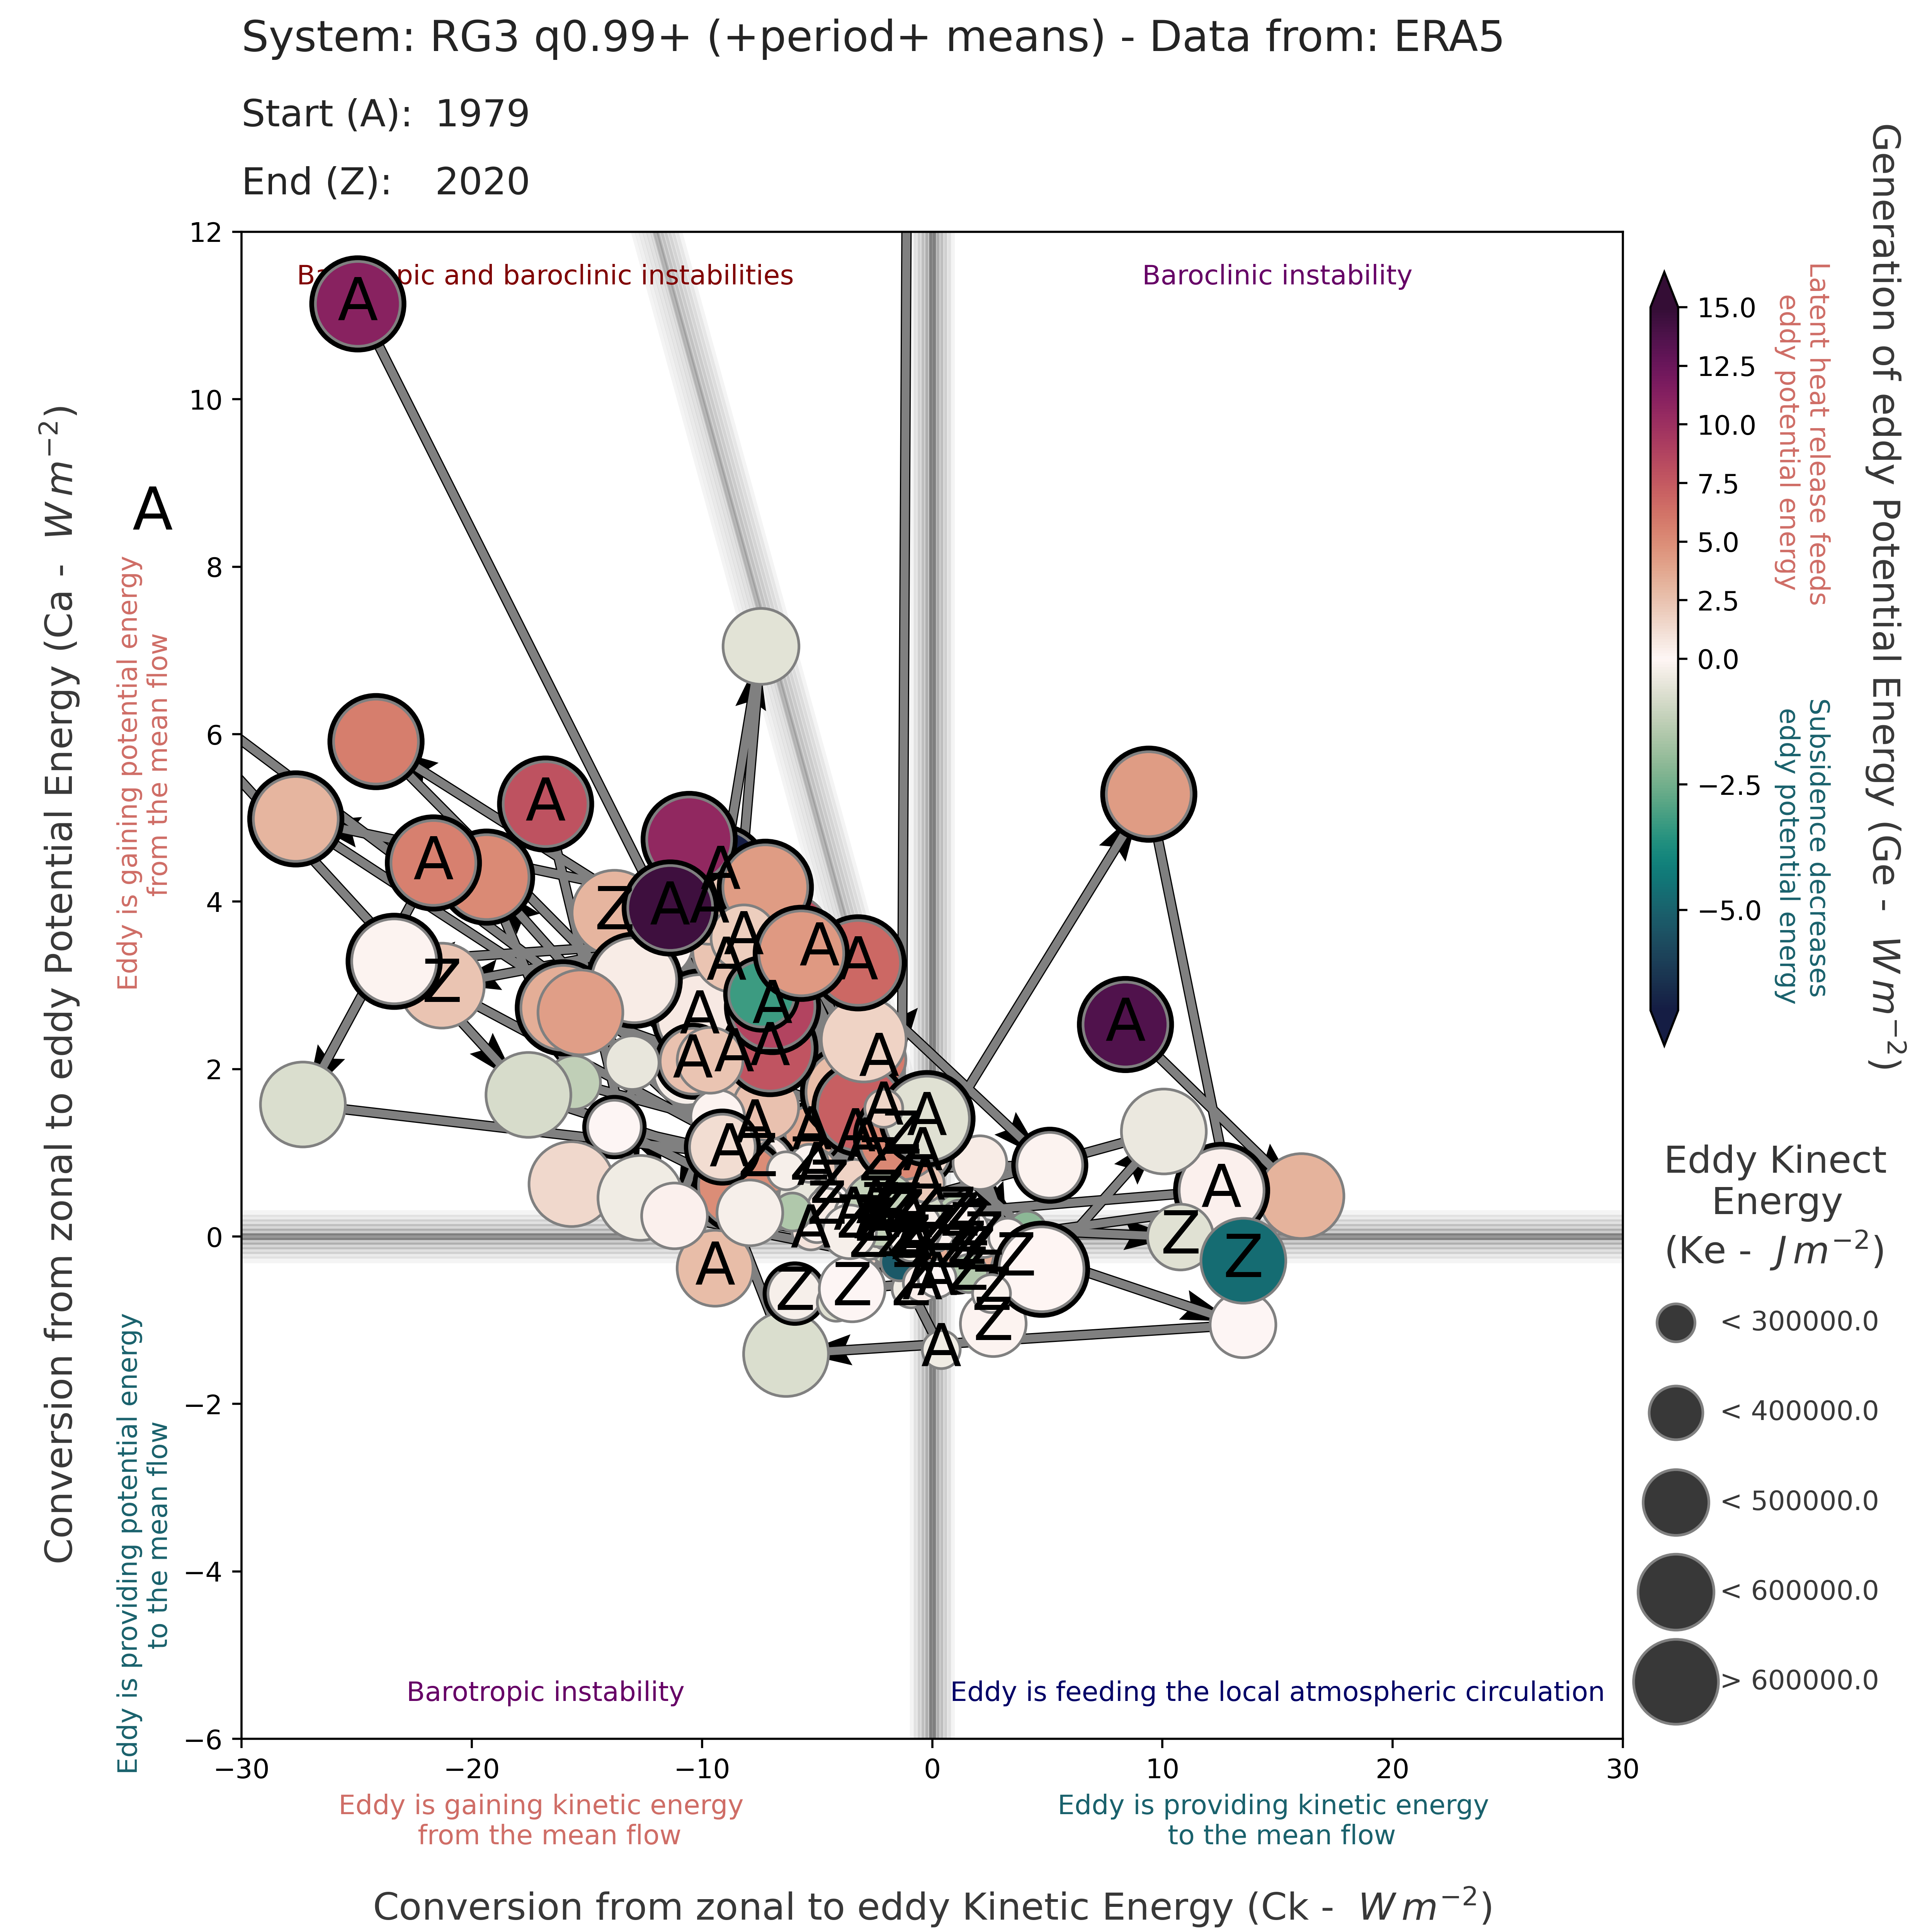 System: RG3 q0.99+ (+period+ means) - Data from: ERA5
Start (A): 1979
End (Z): 2020
Barotropic and baroclinic instabilities
Baroclinic instability
Barotropic instability
Eddy is feeding the local atmospheric circulation
12
10
8
6
4
2
0
−2
−4
−6
−30
−20
−10
0
10
20
30
Conversion from zonal to eddy Potential Energy (Ca - W m−2)
Eddy is gaining potential energy
from the mean flow
Eddy is providing potential energy
to the mean flow
Eddy is gaining kinetic energy
from the mean flow
Eddy is providing kinetic energy
to the mean flow
Conversion from zonal to eddy Kinetic Energy (Ck - W m−2)
15.0
12.5
10.0
7.5
5.0
2.5
0.0
−2.5
−5.0
Latent heat release feeds
eddy potential energy
Subsidence decreases
eddy potential energy
Generation of eddy Potential Energy (Ge - W m−2)
Eddy Kinect
Energy
(Ke - J m−2)
< 300000.0
< 400000.0
< 500000.0
< 600000.0
> 600000.0
A
A
A
A
A
A
A
Z
Z
Z
Z
Z
Z
Z
Z
A
A
A
A
A
A